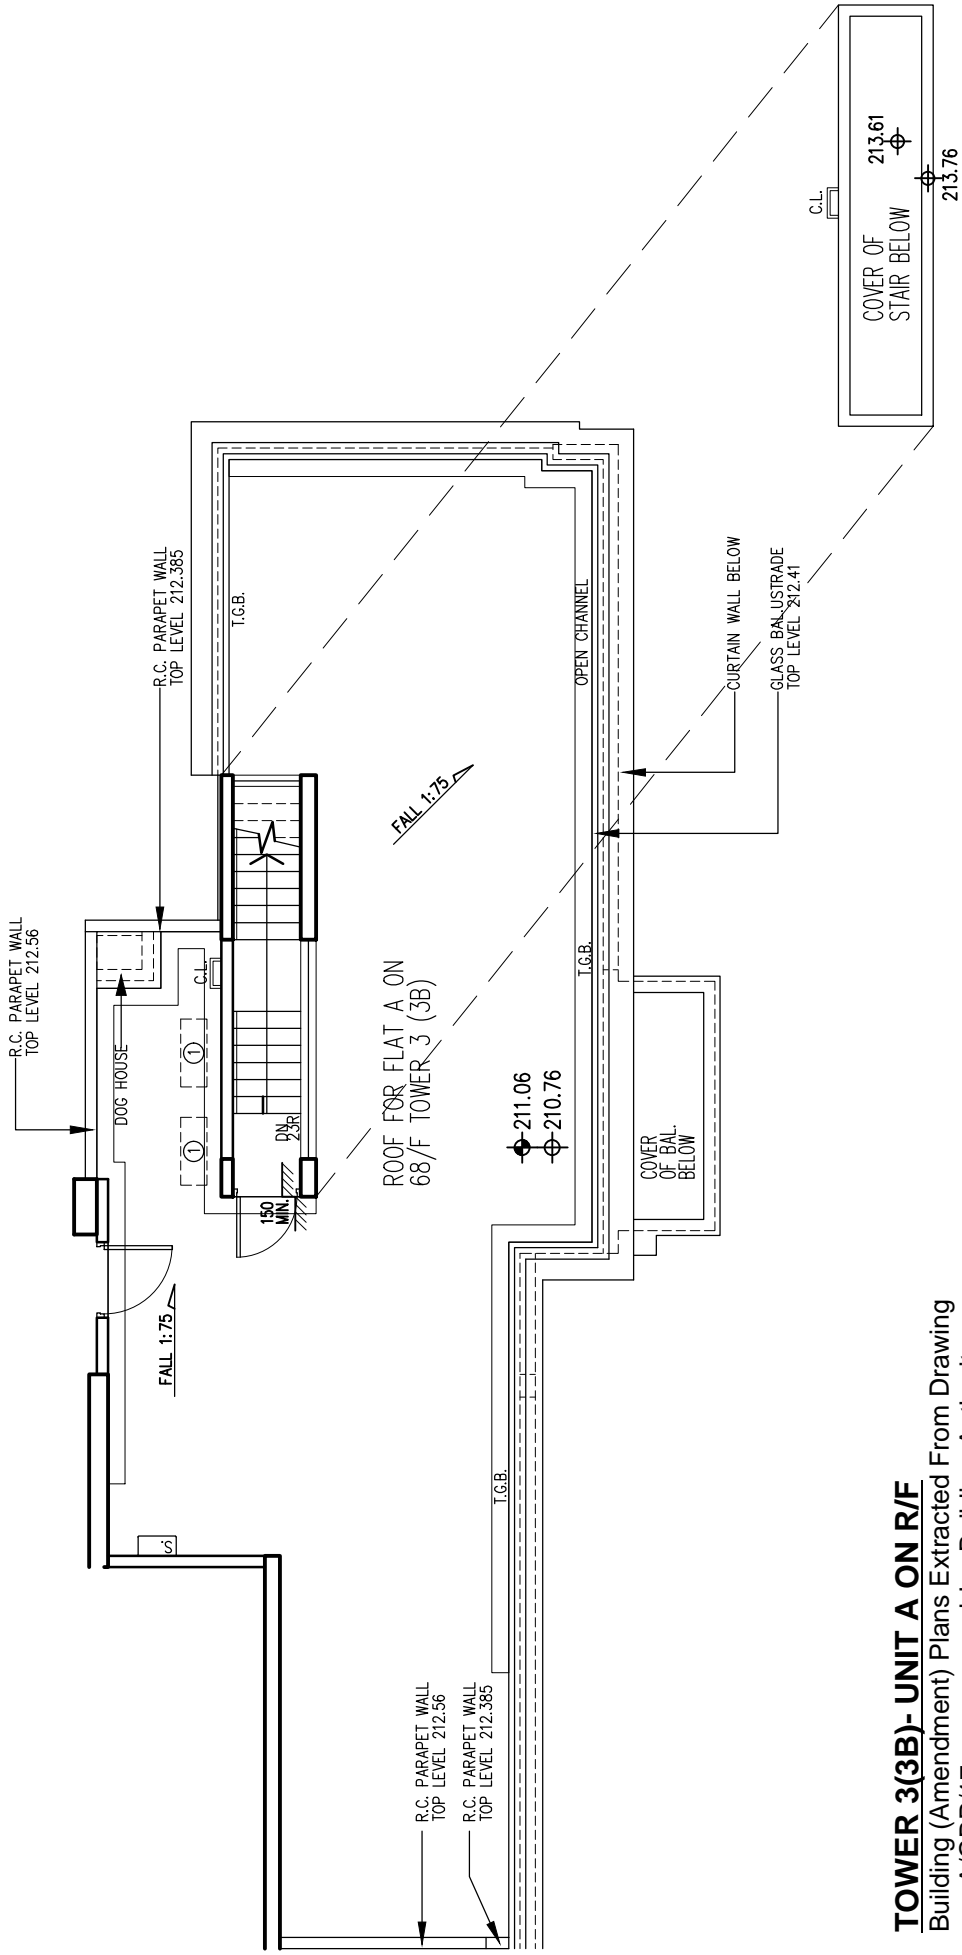 R.C. PARAPET WALL
TOP LEVEL 212.56
R.C. PARAPET WALL
TOP LEVEL 212.385
DOG HOUSE
C.L.
1
1
T.G.B.
DN
23R
150
MIN.
FALL 1:75
FALL 1:75
S
ROOF FOR FLAT A ON
68/F TOWER 3 (3B)
211.06
210.76
OPEN CHANNEL
T.G.B.
T.G.B.
COVER
OF BAL.
BELOW
CURTAIN WALL BELOW
GLASS BALUSTRADE
TOP LEVEL 212.41
R.C. PARAPET WALL
TOP LEVEL 212.56
R.C. PARAPET WALL
TOP LEVEL 212.385
C.L.
COVER OF
STAIR BELOW
213.61
213.76
TOWER 3(3B)- UNIT A ON R/F
Building (Amendment) Plans Extracted From Drawing